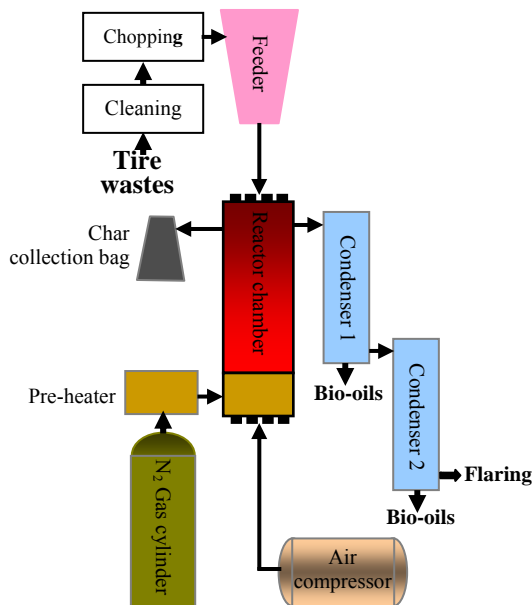 Chopping
Feeder
Cleaning
Tire
wastes
Reactor chamber
Char
collection bag
Condenser 1
Pre-heater
Bio-oils
Condenser 2
N₂ Gas cylinder
Flaring
Bio-oils
Air
compressor